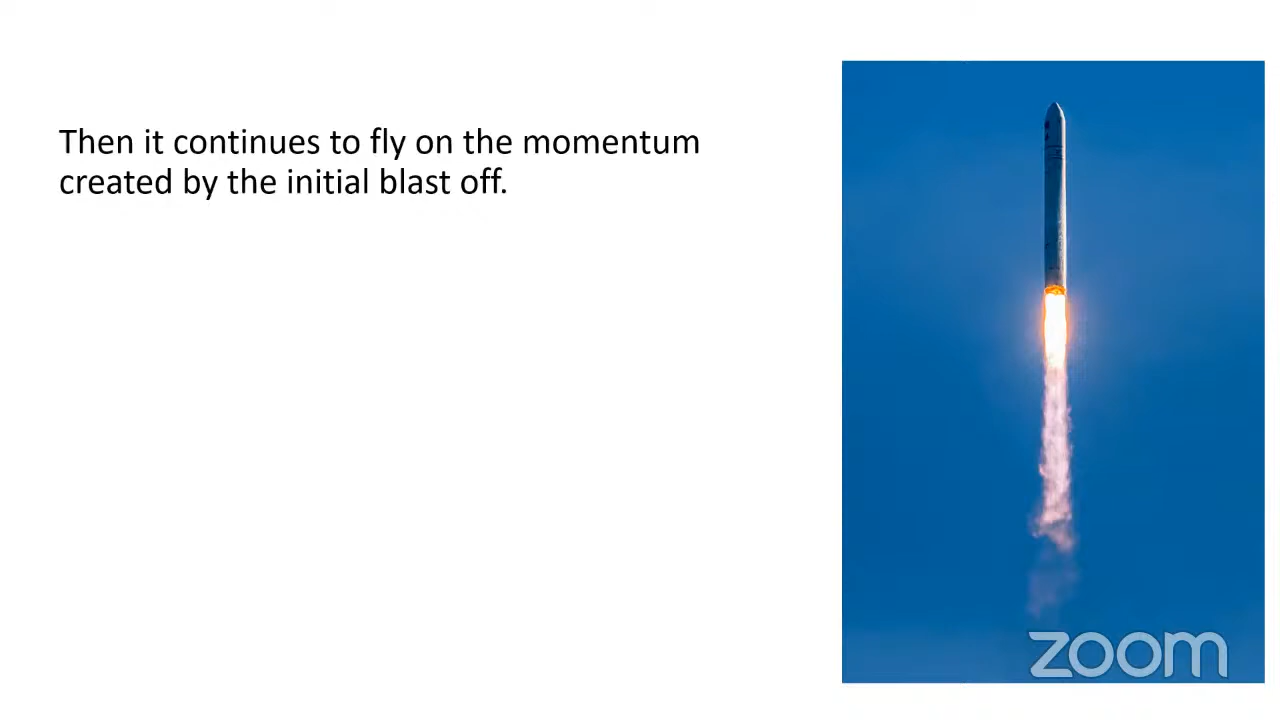 Then it continues to fly on the momentum
created by the initial blast off.
zoom